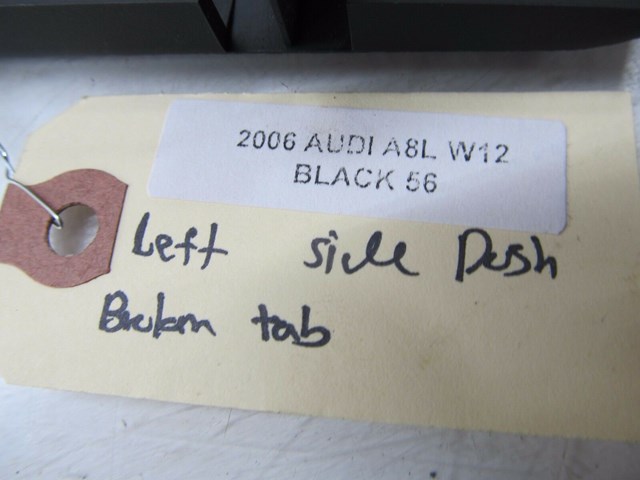 2006 AUDI A8L W12
BLACK 56
Left side Dash
Broken tab